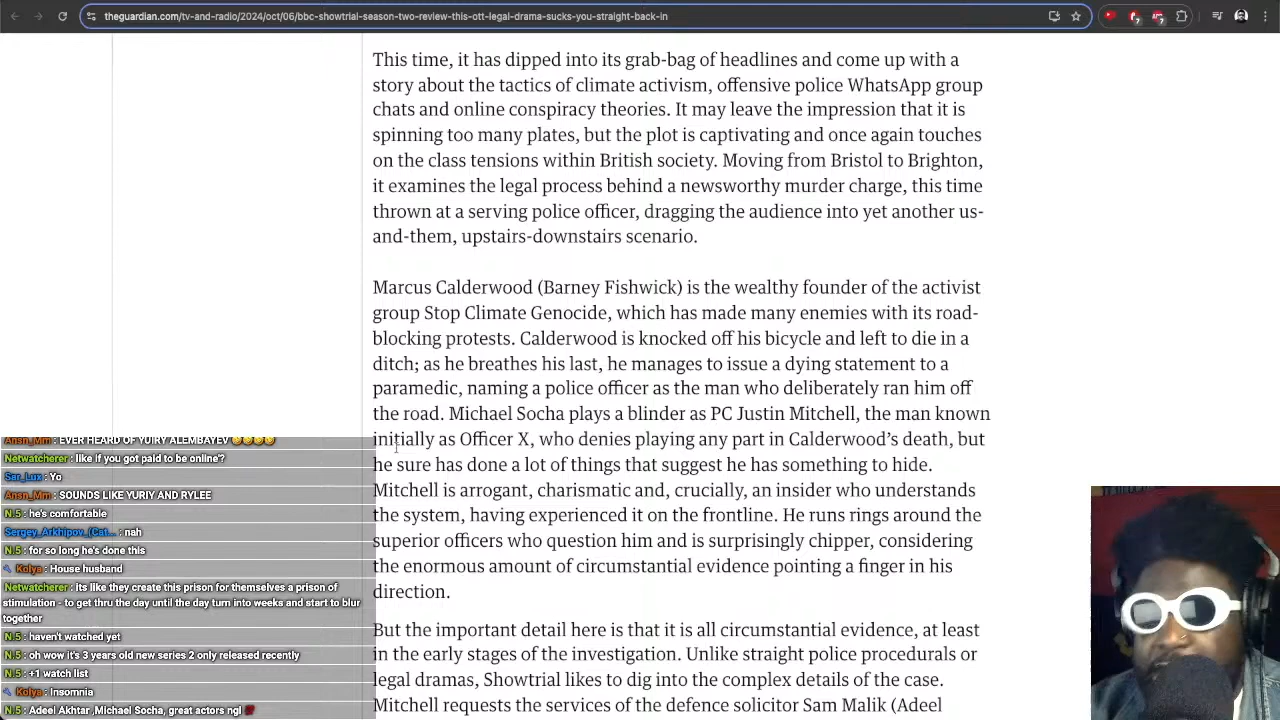 theguardian.com/tv-and-radio/2024/oct/06/bbc-showtrial-season-two-review-this-ott-legal-drama-sucks-you-straight-back-in
This time, it has dipped into its grab-bag of headlines and come up with a
story about the tactics of climate activism, offensive police WhatsApp group
chats and online conspiracy theories. It may leave the impression that it is
spinning too many plates, but the plot is captivating and once again touches
on the class tensions within British society. Moving from Bristol to Brighton,
it examines the legal process behind a newsworthy murder charge, this time
thrown at a serving police officer, dragging the audience into yet another us-
and-them, upstairs-downstairs scenario.
Marcus Calderwood (Barney Fishwick) is the wealthy founder of the activist
group Stop Climate Genocide, which has made many enemies with its road-
blocking protests. Calderwood is knocked off his bicycle and left to die in a
ditch; as he breathes his last, he manages to issue a dying statement to a
paramedic, naming a police officer as the man who deliberately ran him off
the road. Michael Socha plays a blinder as PC Justin Mitchell, the man known
initially as Officer X, who denies playing any part in Calderwood's death, but
he sure has done a lot of things that suggest he has something to hide.
Mitchell is arrogant, charismatic and, crucially, an insider who understands
the system, having experienced it on the frontline. He runs rings around the
superior officers who question him and is surprisingly chipper, considering
the enormous amount of circumstantial evidence pointing a finger in his
direction.
But the important detail here is that it is all circumstantial evidence, at least
in the early stages of the investigation. Unlike straight police procedurals or
legal dramas, Showtrial likes to dig into the complex details of the case.
Mitchell requests the services of the defence solicitor Sam Malik (Adeel
Ansn_Mm : EVER HEARD OF YUIRY ALEMBAYEV 🤣🤣🤣🤣
Netwatcherer : like if you got paid to be online?
Sar_Lux : Yo
Ansn_Mm : SOUNDS LIKE YURIY AND RYLEE
N.5 : he's comfortable
Sergey_Arkhipov_(Cat... : nah
N.5 : for so long he's done this
Kolya : House husband
Netwatcherer : its like they create this prison for themselves a prison of
stimulation - to get thru the day until the day turn into weeks and start to blur
together
N.5 : haven't watched yet
N.5 : oh wow it's 3 years old new series 2 only released recently
N.5 : +1 watch list
Kolya : Insomnia
N.5 : Adeel Akhtar ,Michael Socha, great actors ngl 💯